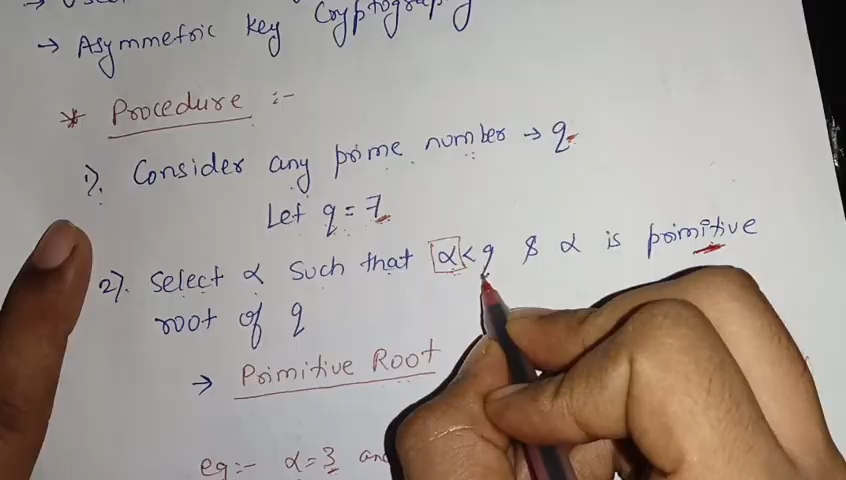 → Asymmetric key Cryptography
* Procedure :-
1). Consider any prime number → q
Let q = 7
2). Select α such that α < q & α is primitive
root of q
→ Primitive Root
eg:- α = 3 and